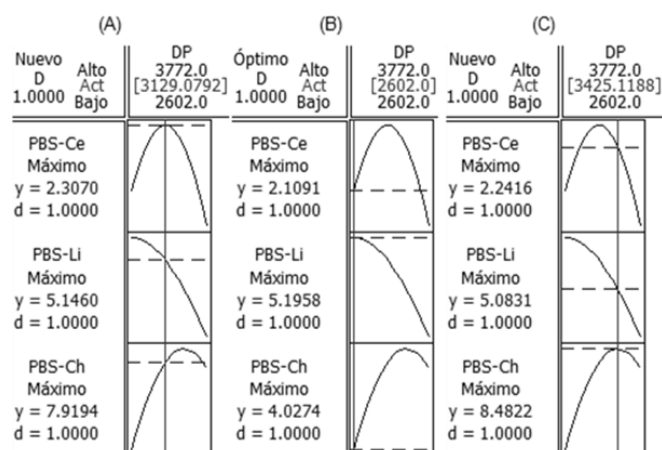 (A)
Nuevo
D
1.0000
Alto
Act
Bajo
DP
3772.0
[3129.0792]
2602.0
PBS-Ce
Máximo
y = 2.3070
d = 1.0000
PBS-Li
Máximo
y = 5.1460
d = 1.0000
PBS-Ch
Máximo
y = 7.9194
d = 1.0000
(B)
Óptimo
D
1.0000
Alto
Act
Bajo
DP
3772.0
[2602.0]
2602.0
PBS-Ce
Máximo
y = 2.1091
d = 1.0000
PBS-Li
Máximo
y = 5.1958
d = 1.0000
PBS-Ch
Máximo
y = 4.0274
d = 1.0000
(C)
Nuevo
D
1.0000
Alto
Act
Bajo
DP
3772.0
[3425.1188]
2602.0
PBS-Ce
Máximo
y = 2.2416
d = 1.0000
PBS-Li
Máximo
y = 5.0831
d = 1.0000
PBS-Ch
Máximo
y = 8.4822
d = 1.0000